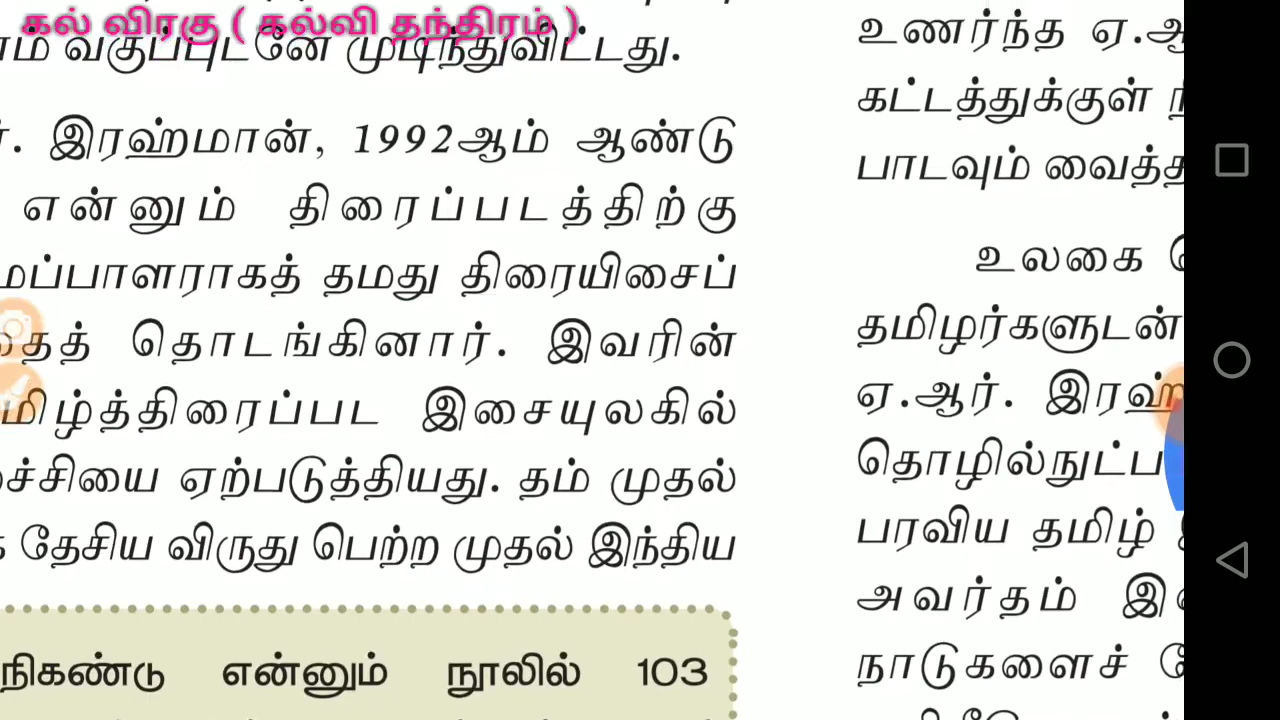 கல் விரகு ( கல்வி தந்திரம் )
வகுப்புடனே முடிந்துவிட்டது.
இரஹ்மான், 1992ஆம் ஆண்டு
என்னும் திரைப்படத்திற்கு
மப்பாளராகத் தமது திரையிசைப்
தைத் தொடங்கினார். இவரின்
மிழ்த்திரைப்பட இசையுலகில்
ச்சியை ஏற்படுத்தியது. தம் முதல்
தேசிய விருது பெற்ற முதல் இந்திய
நிகண்டு என்னும் நூலில் 103
உணர்ந்த ஏ.ஆ
கட்டத்துக்குள்
பாடவும் வைத்த
உலகை
தமிழர்களுடன்
ஏ.ஆர். இரஹ்
தொழில்நுட்ப
பரவிய தமிழ்
அவர்தம்
நாடுகளைச்